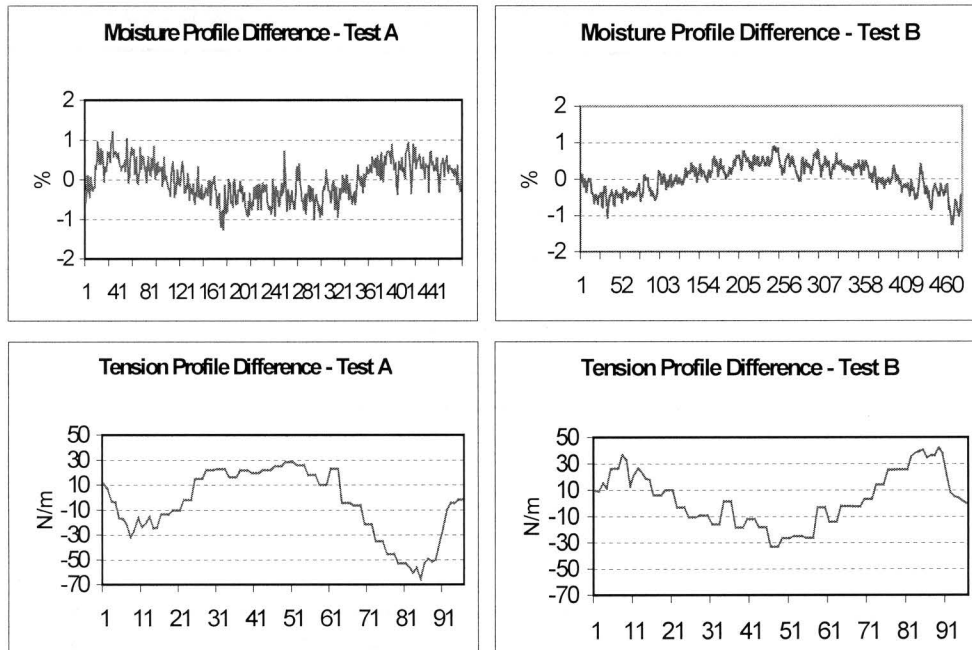 Moisture Profile Difference - Test A
2
1
0
-1
-2
%
1 41 81 121 161 201 241 281 321 361 401 441
Moisture Profile Difference - Test B
2
1
0
-1
-2
%
1 52 103 154 205 256 307 358 409 460
Tension Profile Difference - Test A
50
30
10
-10
-30
-50
-70
N/m
1 11 21 31 41 51 61 71 81 91
Tension Profile Difference - Test B
50
30
10
-10
-30
-50
-70
N/m
1 11 21 31 41 51 61 71 81 91